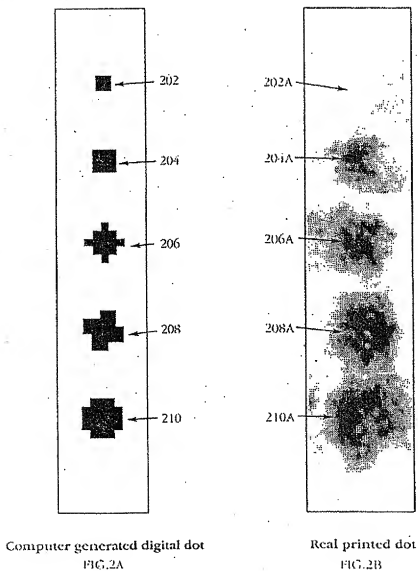 202
204
206
208
210
Computer generated digital dot
FIG.2A
202A
204A
206A
208A
210A
Real printed dot
FIG.2B